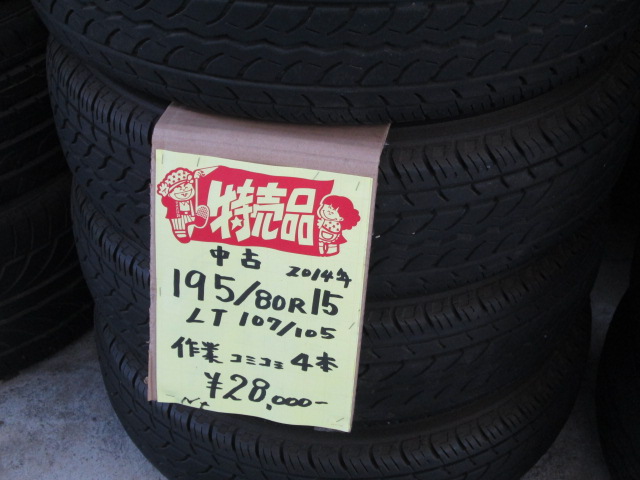 特売品
中古 2014年
195/80R15
LT 107/105
作業コミコミ 4本
¥28,000-